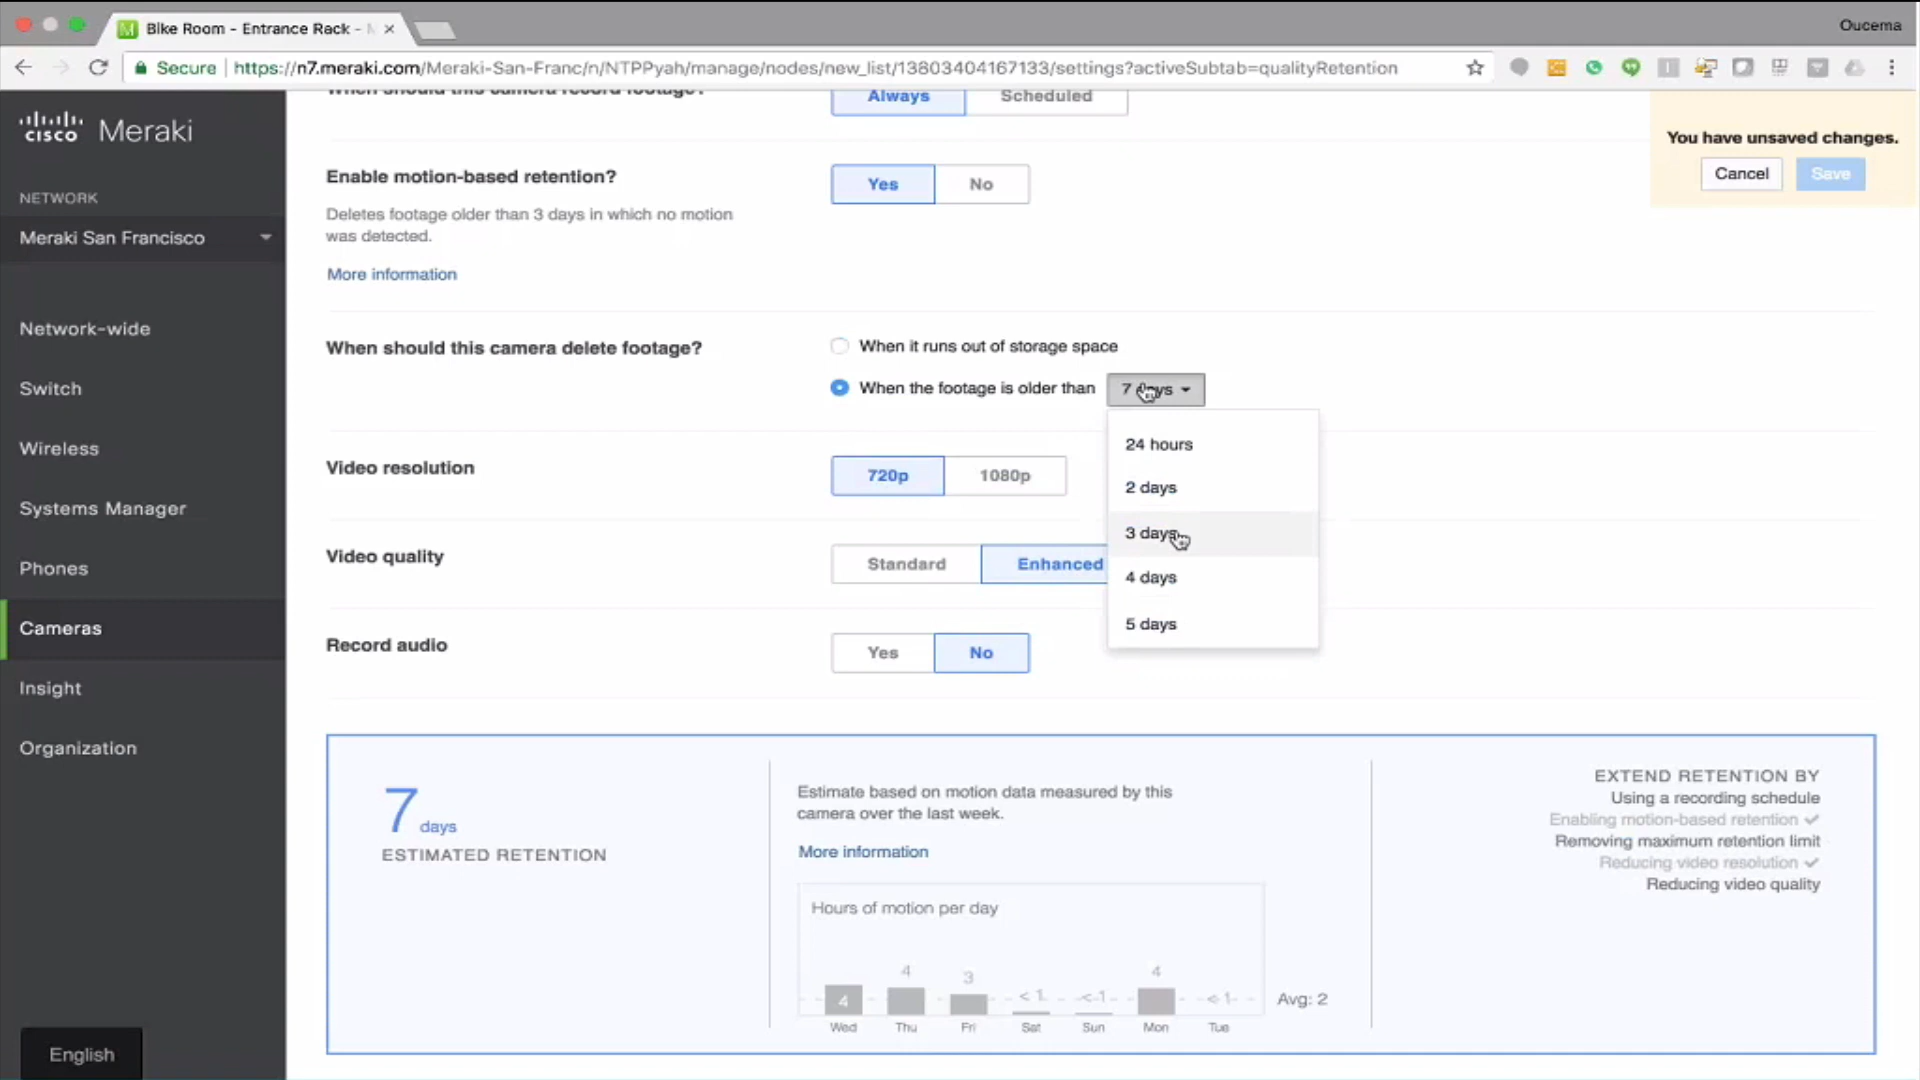 Bike Room - Entrance Rack -
Oucema
Secure
https://n7.meraki.com/Meraki-San-Franc/n/NTPPyah/manage/nodes/new_list/13803404167133/settings?activeSubtab=qualityRetention
cisco Meraki
NETWORK
Meraki San Francisco
Network-wide
Switch
Wireless
Systems Manager
Phones
Cameras
Insight
Organization
English
When should this camera record footage?
Always
Scheduled
You have unsaved changes.
Cancel
Save
Enable motion-based retention?
Yes
No
Deletes footage older than 3 days in which no motion
was detected.
More information
When should this camera delete footage?
When it runs out of storage space
When the footage is older than
7 days
24 hours
2 days
3 days
4 days
5 days
Video resolution
720p
1080p
Video quality
Standard
Enhanced
Record audio
Yes
No
7 days
ESTIMATED RETENTION
Estimate based on motion data measured by this
camera over the last week.
More information
Hours of motion per day
4
4
3
< 1
< 1
4
< 1
Avg: 2
Wed
Thu
Fri
Sat
Sun
Mon
Tue
EXTEND RETENTION BY
Using a recording schedule
Enabling motion-based retention ✓
Removing maximum retention limit
Reducing video resolution ✓
Reducing video quality